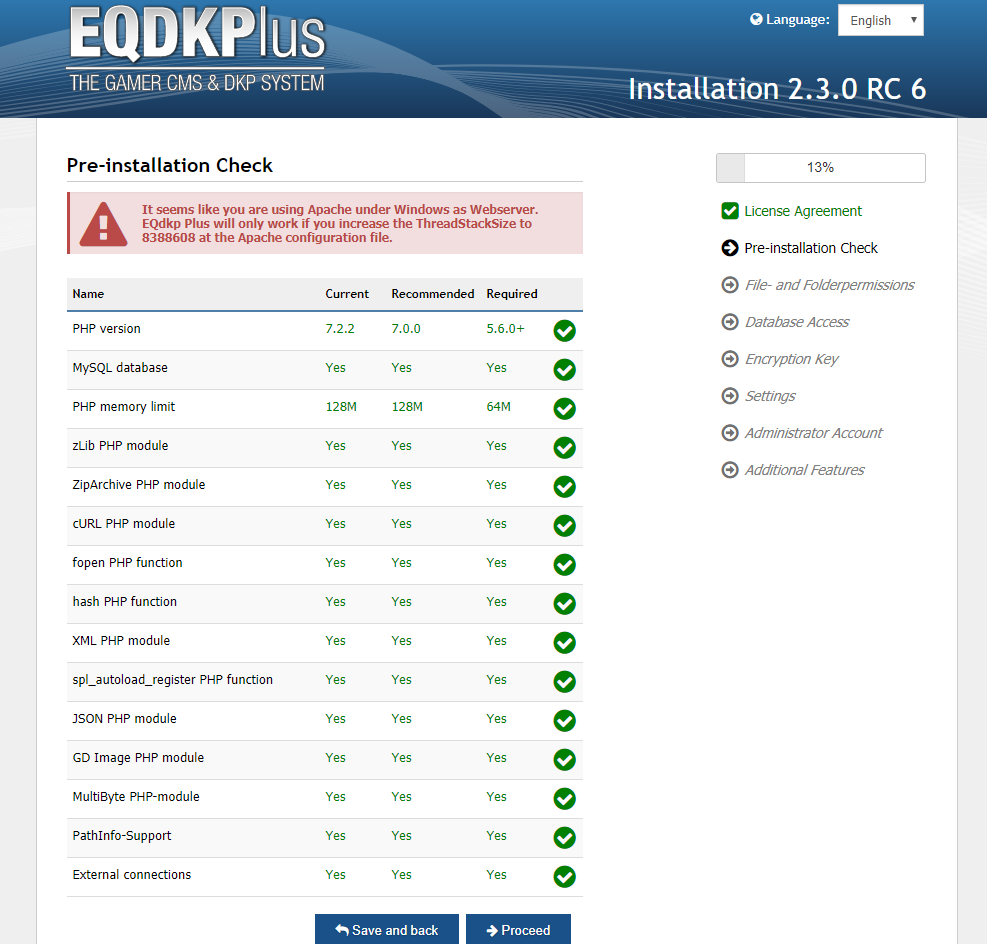 EQDKPlus
THE GAMER CMS & DKP SYSTEM
Language: English
Installation 2.3.0 RC 6
Pre-installation Check
It seems like you are using Apache under Windows as Webserver.
EQdkp Plus will only work if you increase the ThreadStackSize to
8388608 at the Apache configuration file.
Name Current Recommended Required
PHP version 7.2.2 7.0.0 5.6.0+
MySQL database Yes Yes Yes
PHP memory limit 128M 128M 64M
zLib PHP module Yes Yes Yes
ZipArchive PHP module Yes Yes Yes
cURL PHP module Yes Yes Yes
fopen PHP function Yes Yes Yes
hash PHP function Yes Yes Yes
XML PHP module Yes Yes Yes
spl_autoload_register PHP function Yes Yes Yes
JSON PHP module Yes Yes Yes
GD Image PHP module Yes Yes Yes
MultiByte PHP-module Yes Yes Yes
PathInfo-Support Yes Yes Yes
External connections Yes Yes Yes
Save and back Proceed
13%
License Agreement
Pre-installation Check
File- and Folderpermissions
Database Access
Encryption Key
Settings
Administrator Account
Additional Features